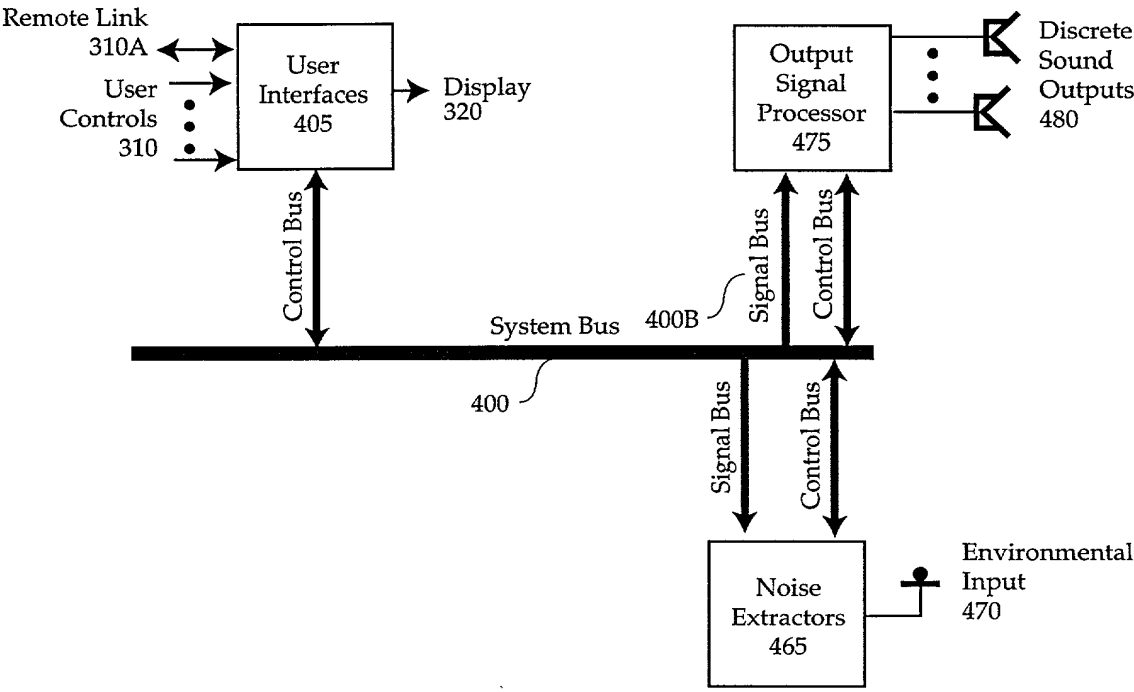 Remote Link
310A
User
Controls
310
User
Interfaces
405
Display
320
Output
Signal
Processor
475
Discrete
Sound
Outputs
480
Control Bus
Signal Bus
Control Bus
400B
System Bus
400
Signal Bus
Control Bus
Noise
Extractors
465
Environmental
Input
470